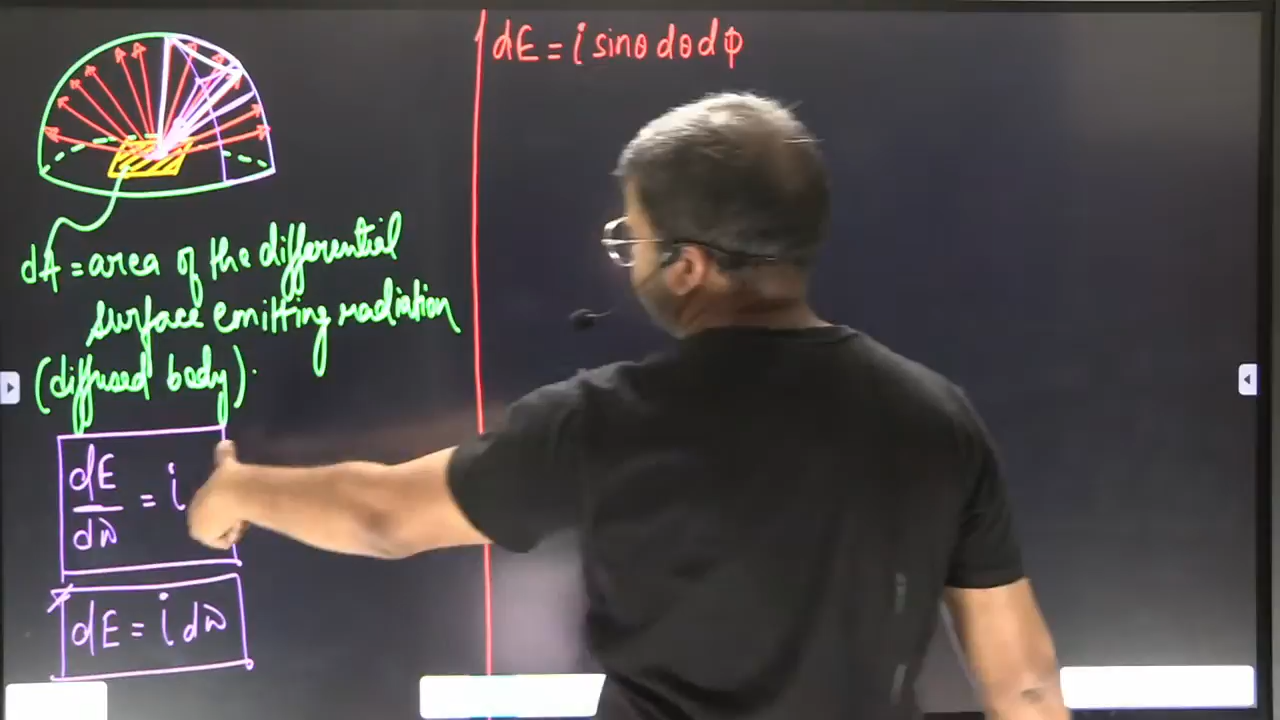 dA = area of the differential
surface emitting radiation
(diffused body).
dE/dω = i
dE = i dω
dE = i sinθ dθ dϕ